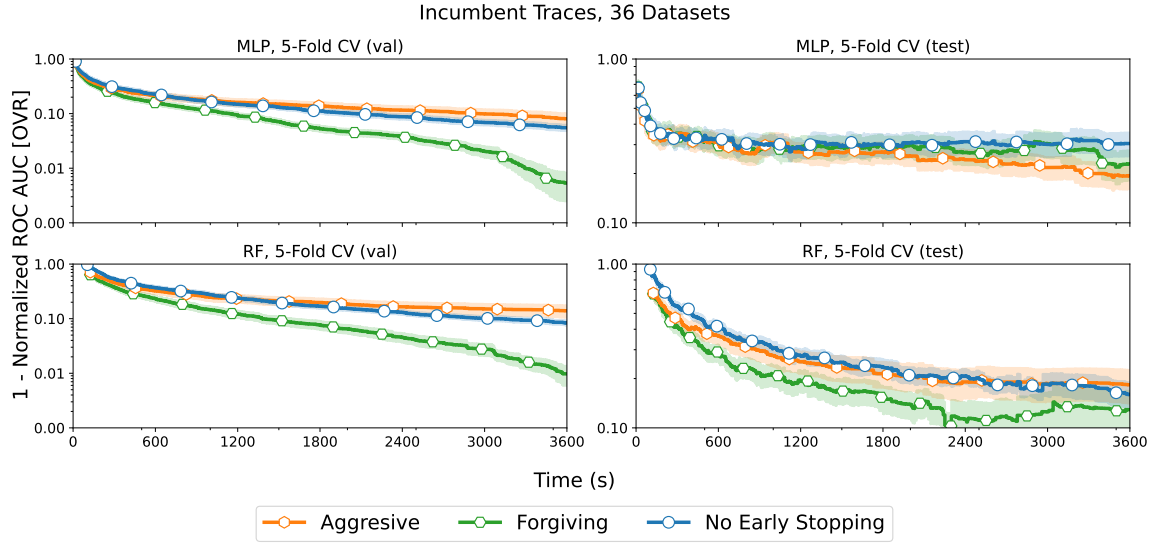 Incumbent Traces, 36 Datasets
1 - Normalized ROC AUC [OVR]
MLP, 5-Fold CV (val)
1.00
0.10
0.01
0.00
MLP, 5-Fold CV (test)
1.00
0.10
RF, 5-Fold CV (val)
1.00
0.10
0.01
0.00
0 600 1200 1800 2400 3000 3600
RF, 5-Fold CV (test)
1.00
0.10
0 600 1200 1800 2400 3000 3600
Time (s)
Aggresive Forgiving No Early Stopping